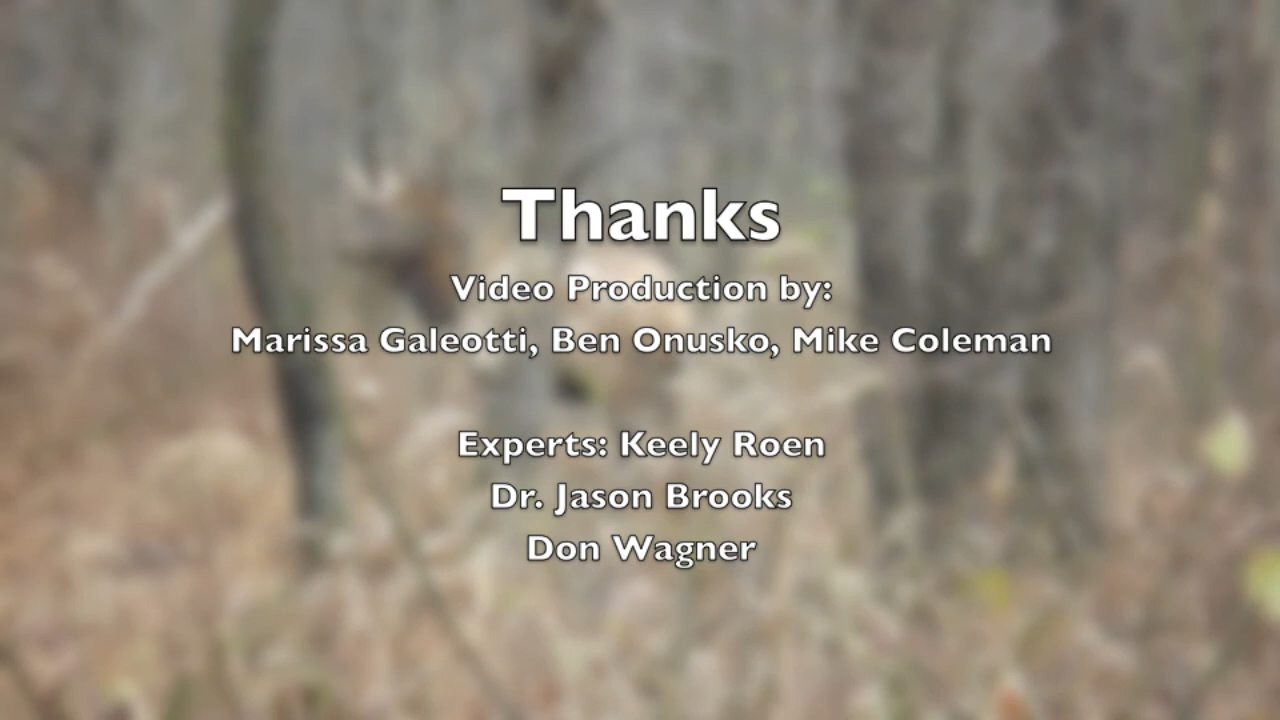 Thanks
Video Production by:
Marissa Galeotti, Ben Onusko, Mike Coleman
Experts: Keely Roen
Dr. Jason Brooks
Don Wagner